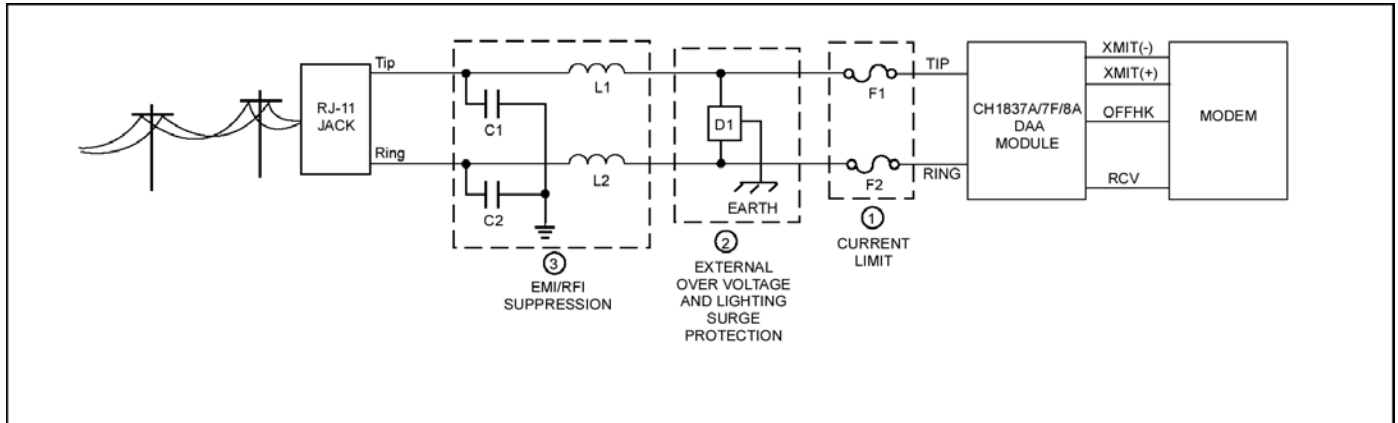 RJ-11
JACK
Tip
Ring
C1
C2
L1
L2
③
EMI/RFI
SUPPRESSION
D1
EARTH
②
EXTERNAL
OVER VOLTAGE
AND LIGHTING
SURGE
PROTECTION
F1
F2
①
CURRENT
LIMIT
TIP
RING
CH1837A/7F/8A
DAA
MODULE
XMIT(-)
XMIT(+)
OFFHK
RCV
MODEM